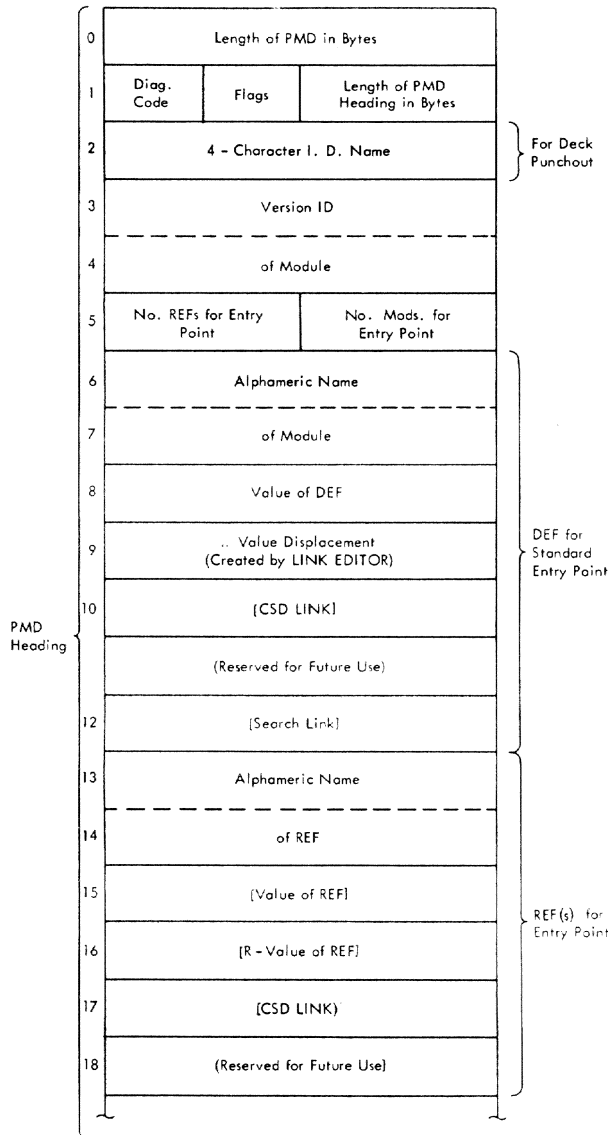 0
Length of PMD in Bytes
1
Diag.
Code
Flags
Length of PMD
Heading in Bytes
2
4 - Character I. D. Name
For Deck
Punchout
3
Version ID
4
of Module
5
No. REFs for Entry
Point
No. Mods. for
Entry Point
6
Alphameric Name
7
of Module
8
Value of DEF
9
.. Value Displacement
(Created by LINK EDITOR)
DEF for
Standard
Entry Point
10
[CSD LINK]
PMD
Heading
(Reserved for Future Use)
12
[Search Link]
13
Alphameric Name
14
of REF
15
[Value of REF]
REF(s) for
Entry Point
16
[R - Value of REF]
17
[CSD LINK)
18
(Reserved for Future Use]